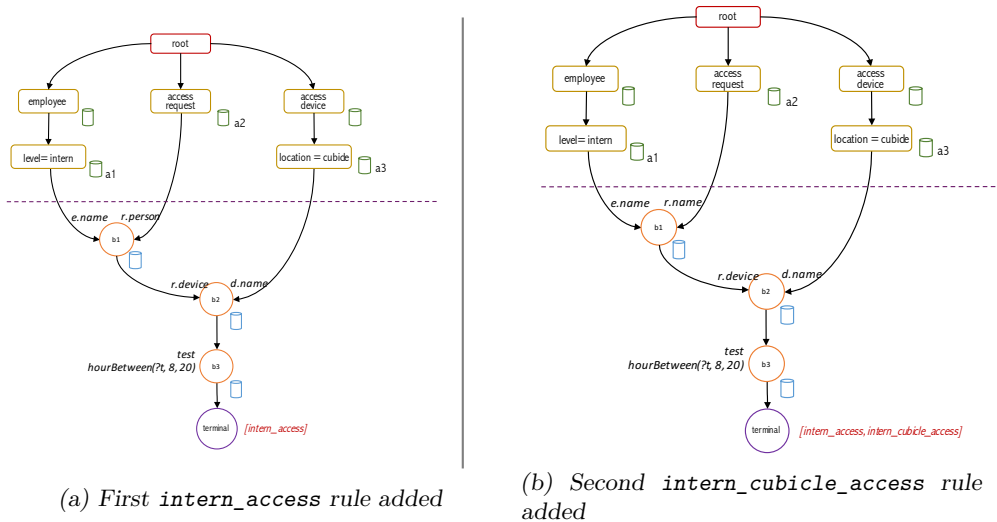 root
employee
access
request
access
device
a2
level= intern
location = cubide
a1
a3
e.name
r.person
b1
r.device
d.name
b2
test
hourBetween(?t, 8, 20)
b3
terminal
[intern_access]
(a) First intern_access rule added
root
employee
access
request
access
device
a2
level= intern
location = cubide
a1
a3
e.name
r.name
b1
r.device
d.name
b2
test
hourBetween(?t, 8, 20)
b3
terminal
[intern_access, intern_cubicle_access]
(b) Second intern_cubicle_access rule
added